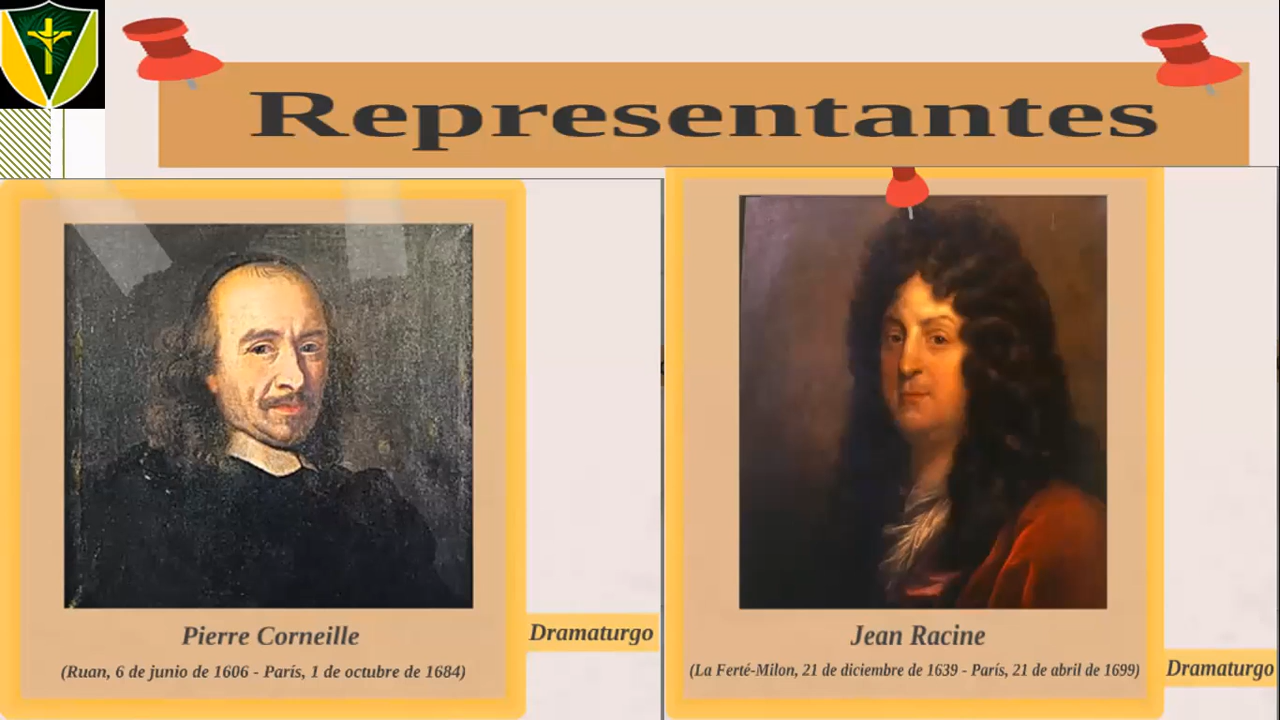 Representantes
Pierre Corneille
(Ruan, 6 de junio de 1606 - París, 1 de octubre de 1684)
Dramaturgo
Jean Racine
(La Ferté-Milon, 21 de diciembre de 1639 - París, 21 de abril de 1699)
Dramaturgo